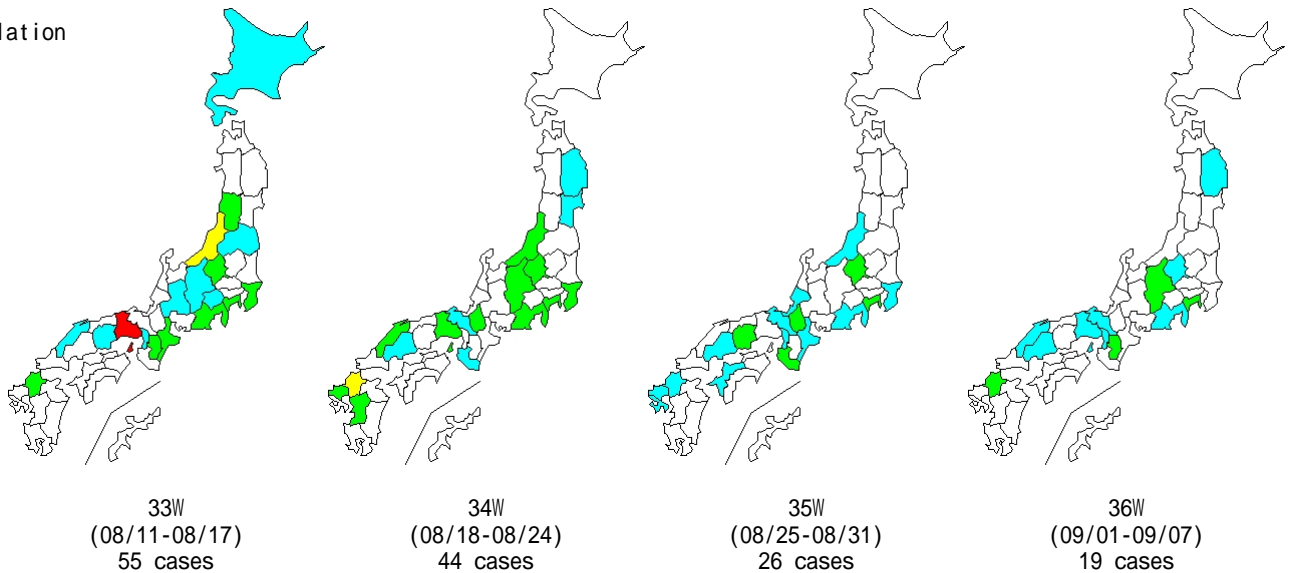 lation
33W
(08/11-08/17)
55 cases
34W
(08/18-08/24)
44 cases
35W
(08/25-08/31)
26 cases
36W
(09/01-09/07)
19 cases